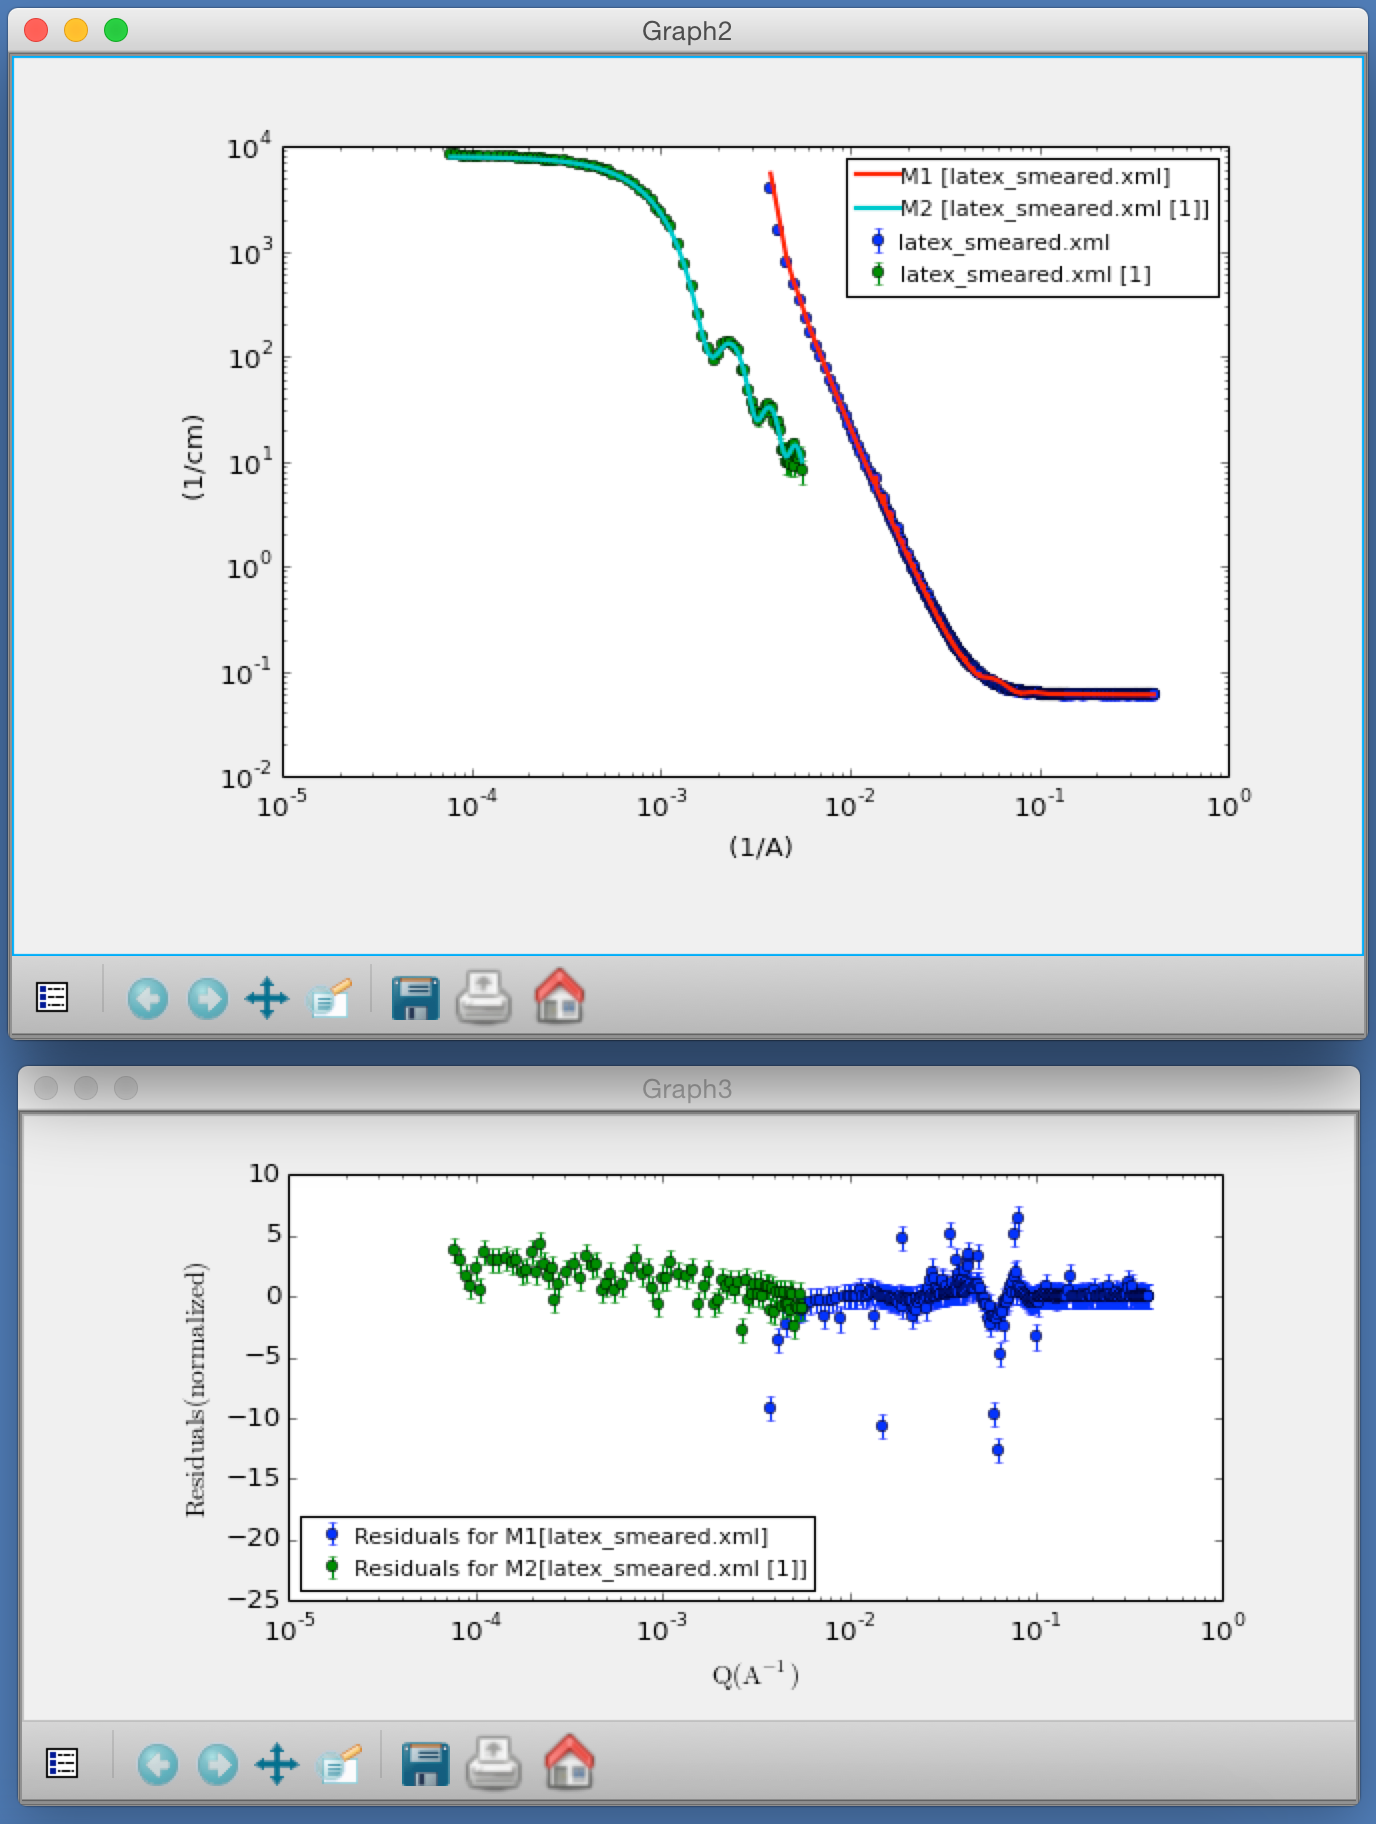 Graph2
10^4
10^3
10^2
10^1
10^0
10^-1
10^-2
(1/cm)
M1 [latex_smeared.xml]
M2 [latex_smeared.xml [1]]
latex_smeared.xml
latex_smeared.xml [1]
10^-5 10^-4 10^-3 10^-2 10^-1 10^0
(1/A)
Graph3
10
5
0
−5
−10
−15
−20
−25
Residuals(normalized)
Residuals for M1[latex_smeared.xml]
Residuals for M2[latex_smeared.xml [1]]
10^-5 10^-4 10^-3 10^-2 10^-1 10^0
Q(A^−1)